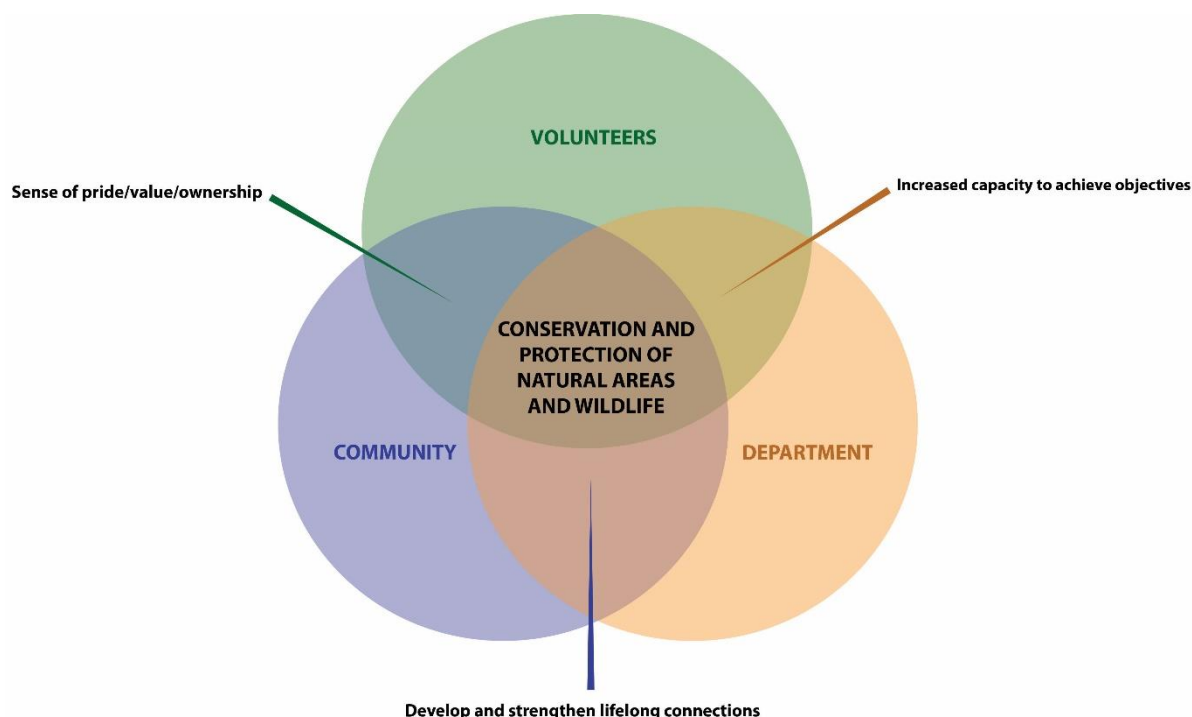 VOLUNTEERS
Sense of pride/value/ownership
Increased capacity to achieve objectives
CONSERVATION AND
PROTECTION OF
NATURAL AREAS
AND WILDLIFE
COMMUNITY
DEPARTMENT
Develop and strengthen lifelong connections